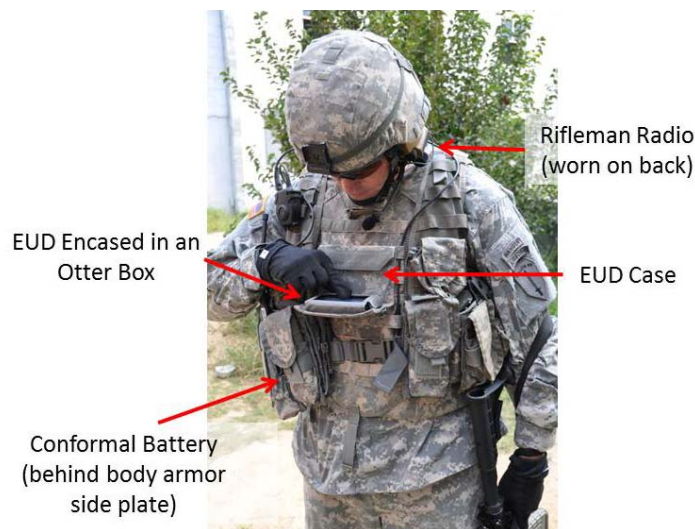 Rifleman Radio
(worn on back)
EUD Encased in an
Otter Box
EUD Case
Conformal Battery
(behind body armor
side plate)